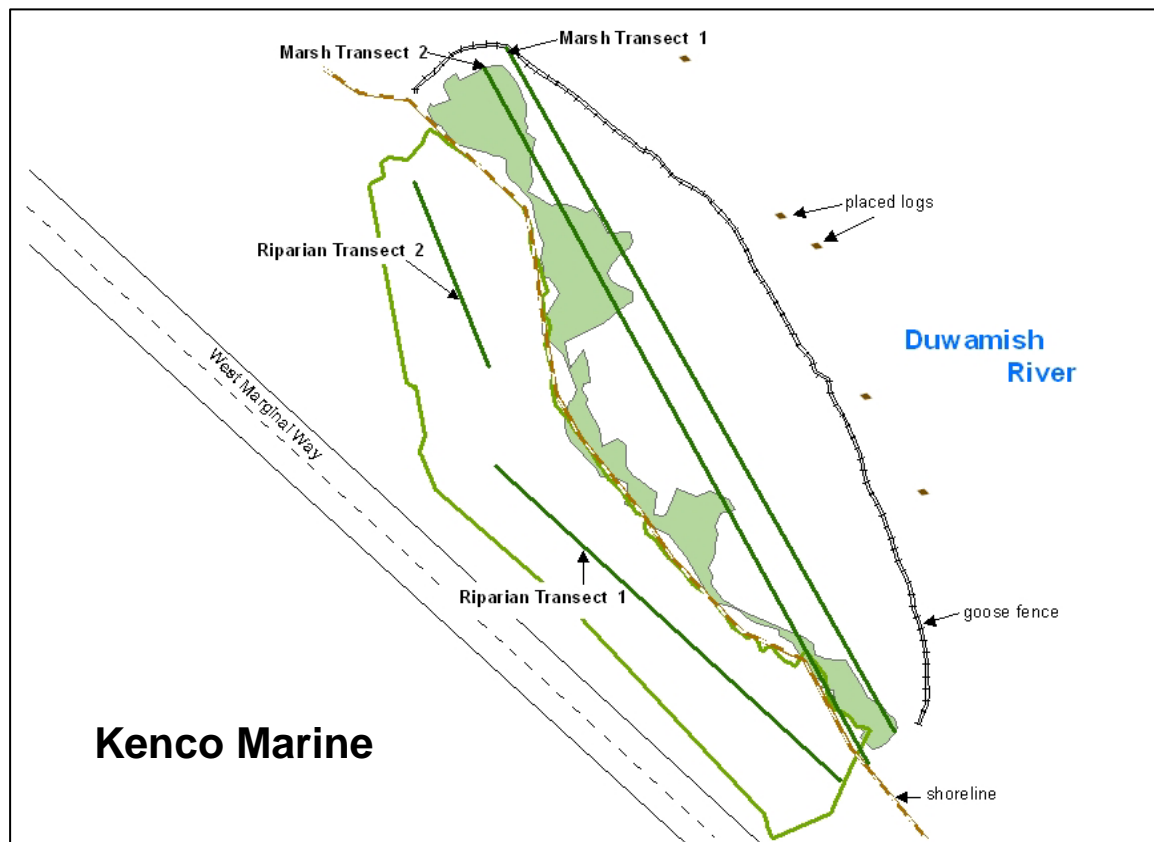 Marsh Transect 2
Marsh Transect 1
placed logs
Riparian Transect 2
Duwamish
River
West Marginal Way
Riparian Transect 1
goose fence
Kenco Marine
shoreline